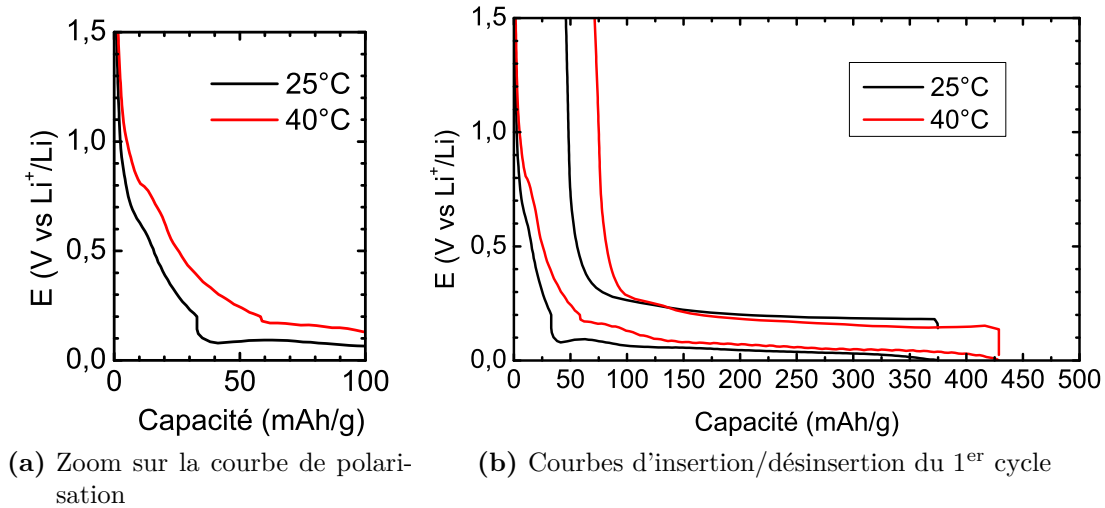 1,5
1,0
0,5
0,0
E (V vs Li⁺/Li)
25°C
40°C
0 50 100
Capacité (mAh/g)
(a) Zoom sur la courbe de polari-
sation
1,5
1,0
0,5
0,0
E (V vs Li⁺/Li)
25°C
40°C
0 50 100 150 200 250 300 350 400 450 500
Capacité (mAh/g)
(b) Courbes d'insertion/désinsertion du 1ᵉʳ cycle